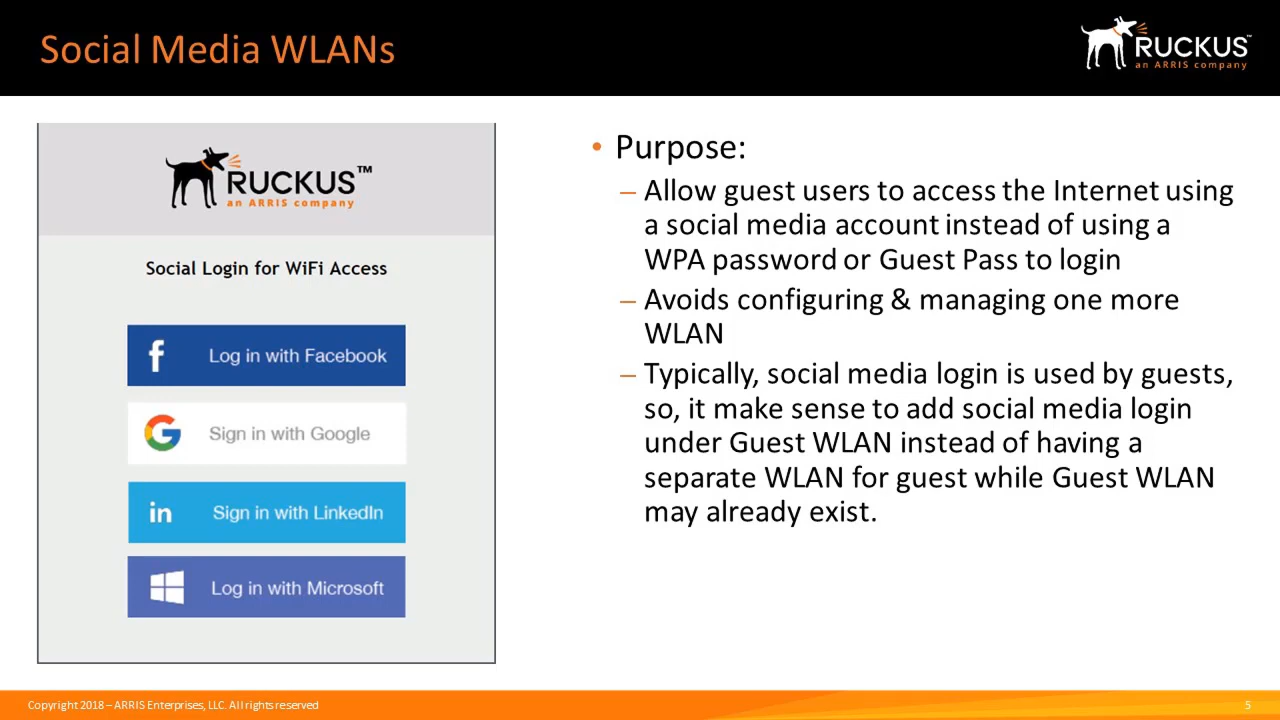 Social Media WLANs
RUCKUS™
an ARRIS company
RUCKUS™
an ARRIS company
Social Login for WiFi Access
f Log in with Facebook
G Sign in with Google
in Sign in with LinkedIn
Log in with Microsoft
• Purpose:
– Allow guest users to access the Internet using
a social media account instead of using a
WPA password or Guest Pass to login
– Avoids configuring & managing one more
WLAN
– Typically, social media login is used by guests,
so, it make sense to add social media login
under Guest WLAN instead of having a
separate WLAN for guest while Guest WLAN
may already exist.
Copyright 2018 – ARRIS Enterprises, LLC. All rights reserved
5